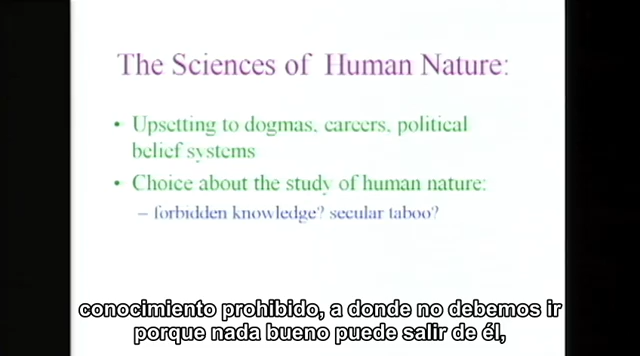 The Sciences of Human Nature:
• Upsetting to dogmas, careers, political
belief systems
• Choice about the study of human nature:
– forbidden knowledge? secular taboo?
conocimiento prohibido, a donde no debemos ir
porque nada bueno puede salir de él,